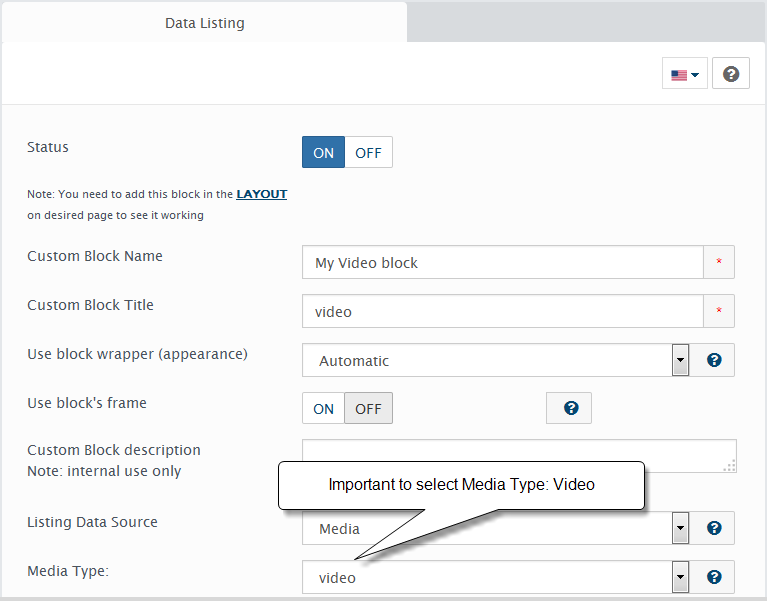 Data Listing
Status
ON OFF
Note: You need to add this block in the LAYOUT
on desired page to see it working
Custom Block Name
My Video block *
Custom Block Title
video *
Use block wrapper (appearance)
Automatic
Use block's frame
ON OFF
Custom Block description
Note: internal use only
Important to select Media Type: Video
Listing Data Source
Media
Media Type:
video